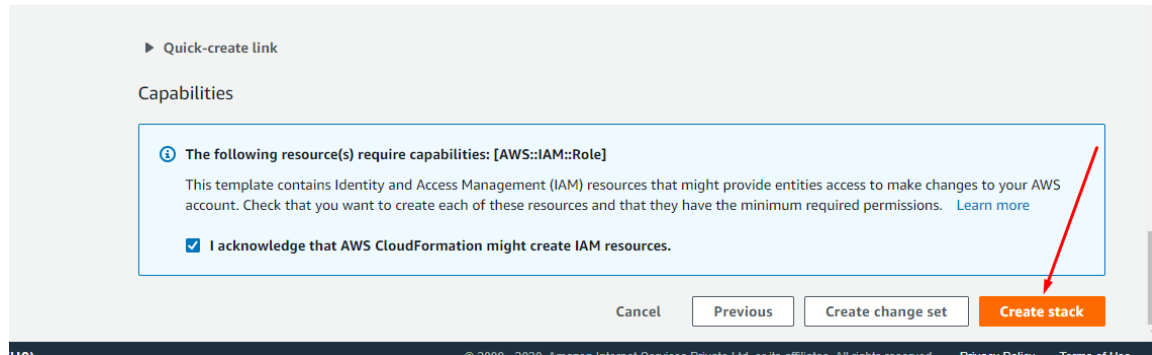 Quick-create link
Capabilities
The following resource(s) require capabilities: [AWS::IAM::Role]
This template contains Identity and Access Management (IAM) resources that might provide entities access to make changes to your AWS
account. Check that you want to create each of these resources and that they have the minimum required permissions. Learn more
I acknowledge that AWS CloudFormation might create IAM resources.
Cancel Previous Create change set Create stack